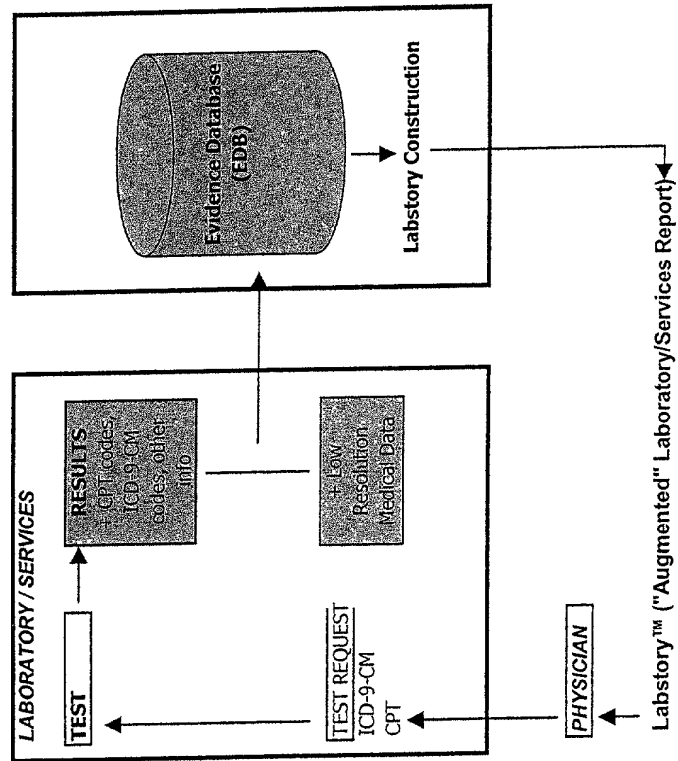 LABORATORY / SERVICES
TEST
RESULTS
+ CPT codes,
ICD-9-CM
codes, other
info
TEST REQUEST
ICD-9-CM
CPT
+ Low
Resolution
Medical Data
PHYSICIAN
Evidence Database
(EDB)
Labstory Construction
Labstory™ ("Augmented" Laboratory/Services Report)